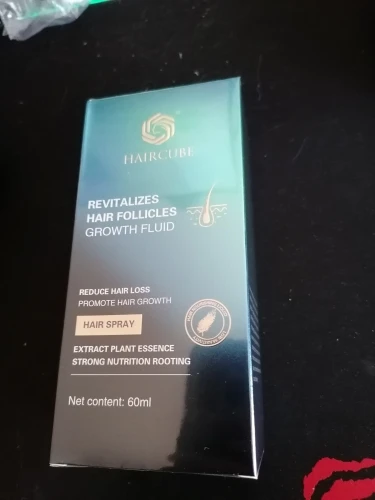 HAIRCUBE
REVITALIZES
HAIR FOLLICLES
GROWTH FLUID
REDUCE HAIR LOSS
PROMOTE HAIR GROWTH
HAIR SPRAY
EXTRACT PLANT ESSENCE
STRONG NUTRITION ROOTING
Net content: 60ml